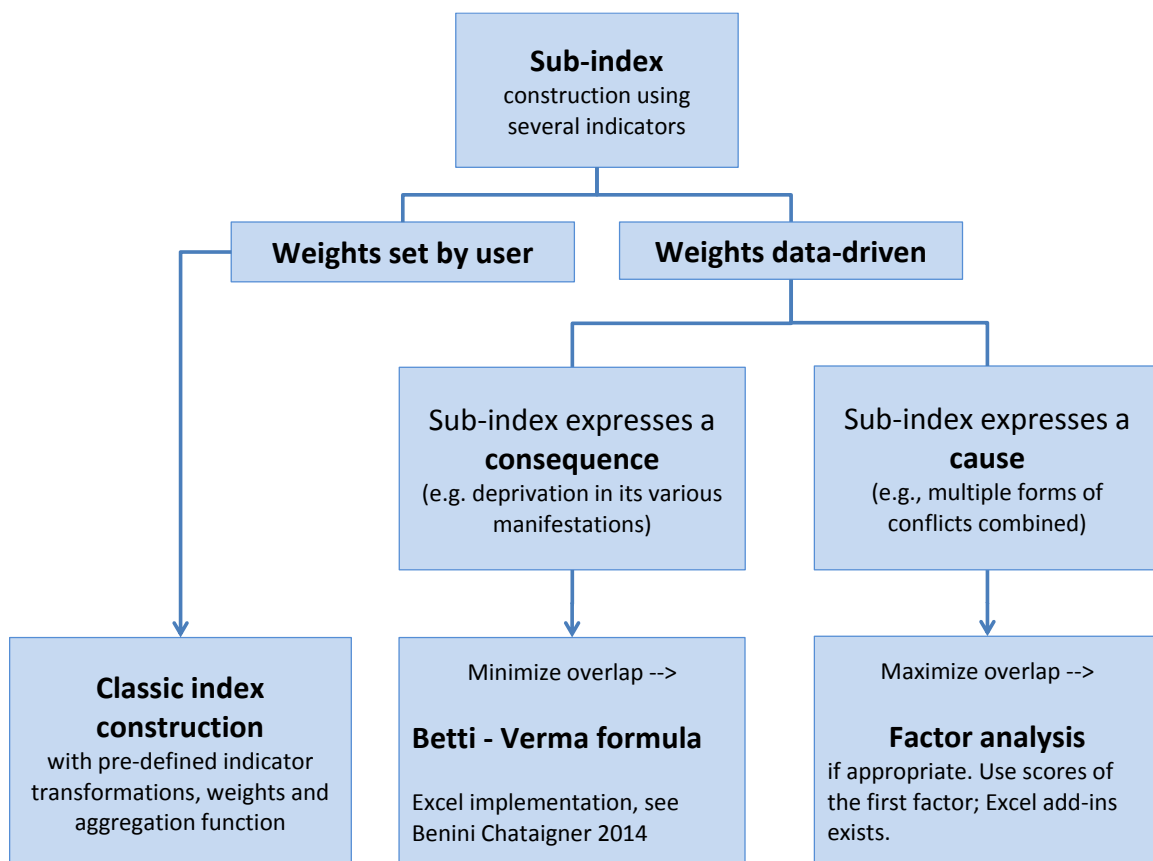 Sub-index
construction using
several indicators
Weights set by user
Weights data-driven
Sub-index expresses a
consequence
(e.g. deprivation in its various
manifestations)
Sub-index expresses a
cause
(e.g., multiple forms of
conflicts combined)
Classic index
construction
with pre-defined indicator
transformations, weights and
aggregation function
Minimize overlap -->
Betti - Verma formula
Excel implementation, see
Benini Chataigner 2014
Maximize overlap -->
Factor analysis
if appropriate. Use scores of
the first factor; Excel add-ins
exists.